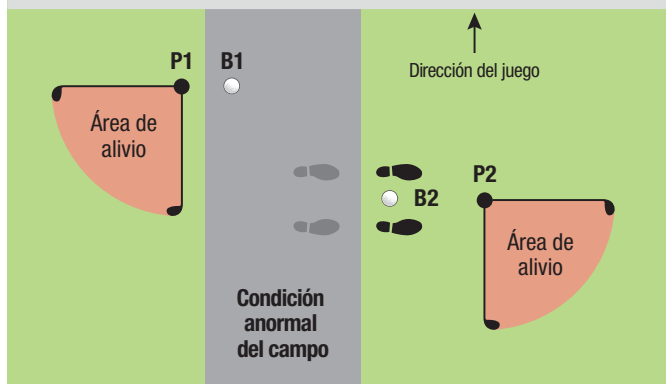 P1
B1
Dirección del juego
Área de
alivio
P2
B2
Área de
alivio
Condición
anormal
del campo